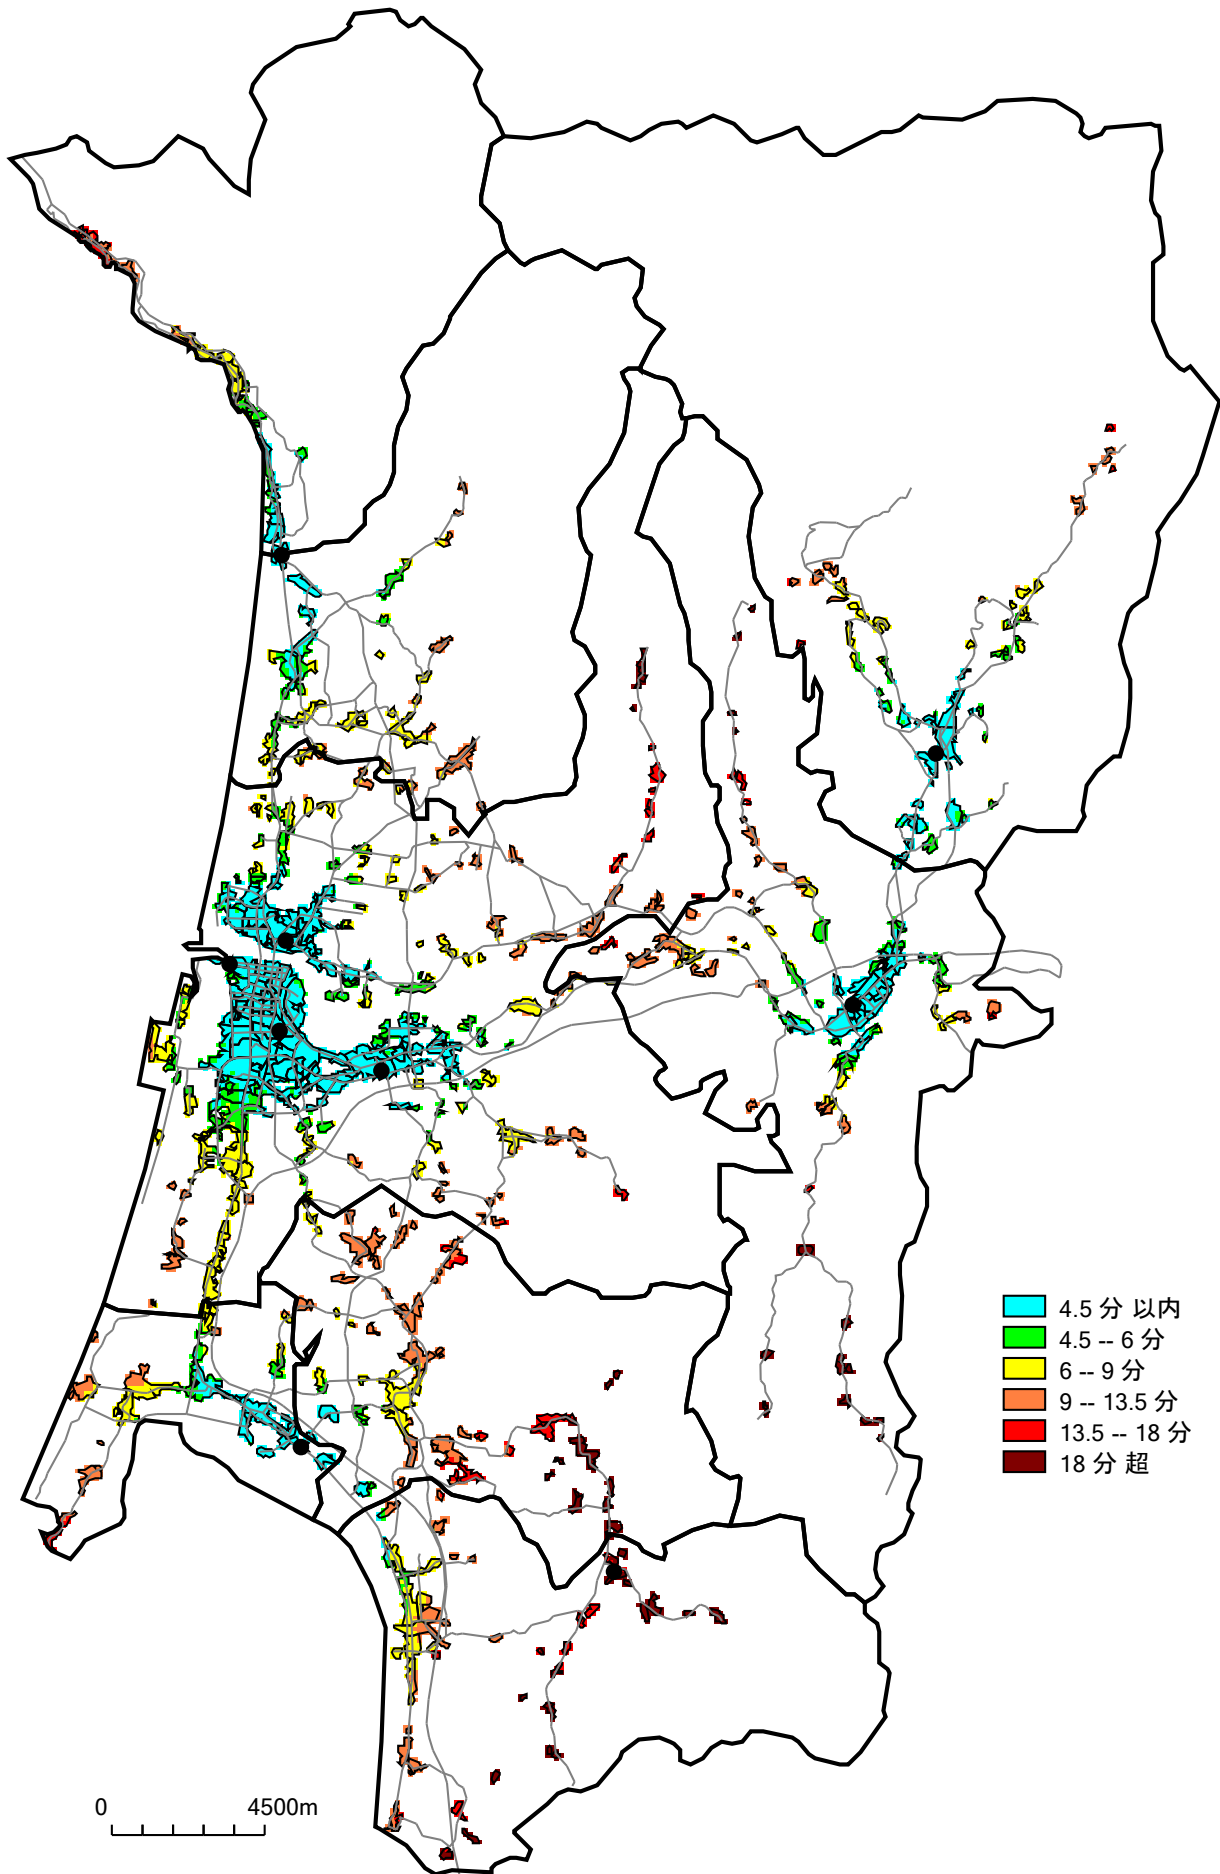 4.5 分 以内
4.5 -- 6 分
6 -- 9 分
9 -- 13.5 分
13.5 -- 18 分
18 分 超
0 4500m